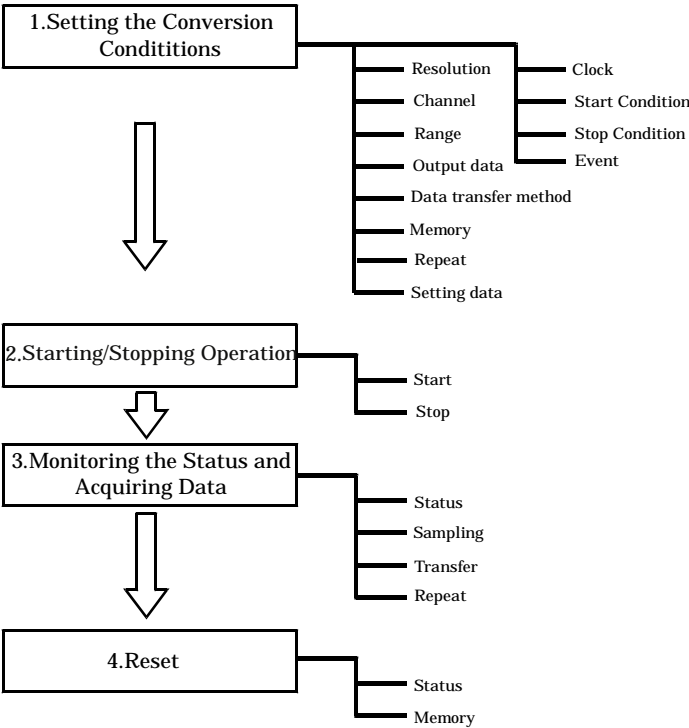 1.Setting the Conversion
Condititions
Resolution
Channel
Range
Output data
Data transfer method
Memory
Repeat
Setting data
Clock
Start Condition
Stop Condition
Event
2.Starting/Stopping Operation
Start
Stop
3.Monitoring the Status and
Acquiring Data
Status
Sampling
Transfer
Repeat
4.Reset
Status
Memory